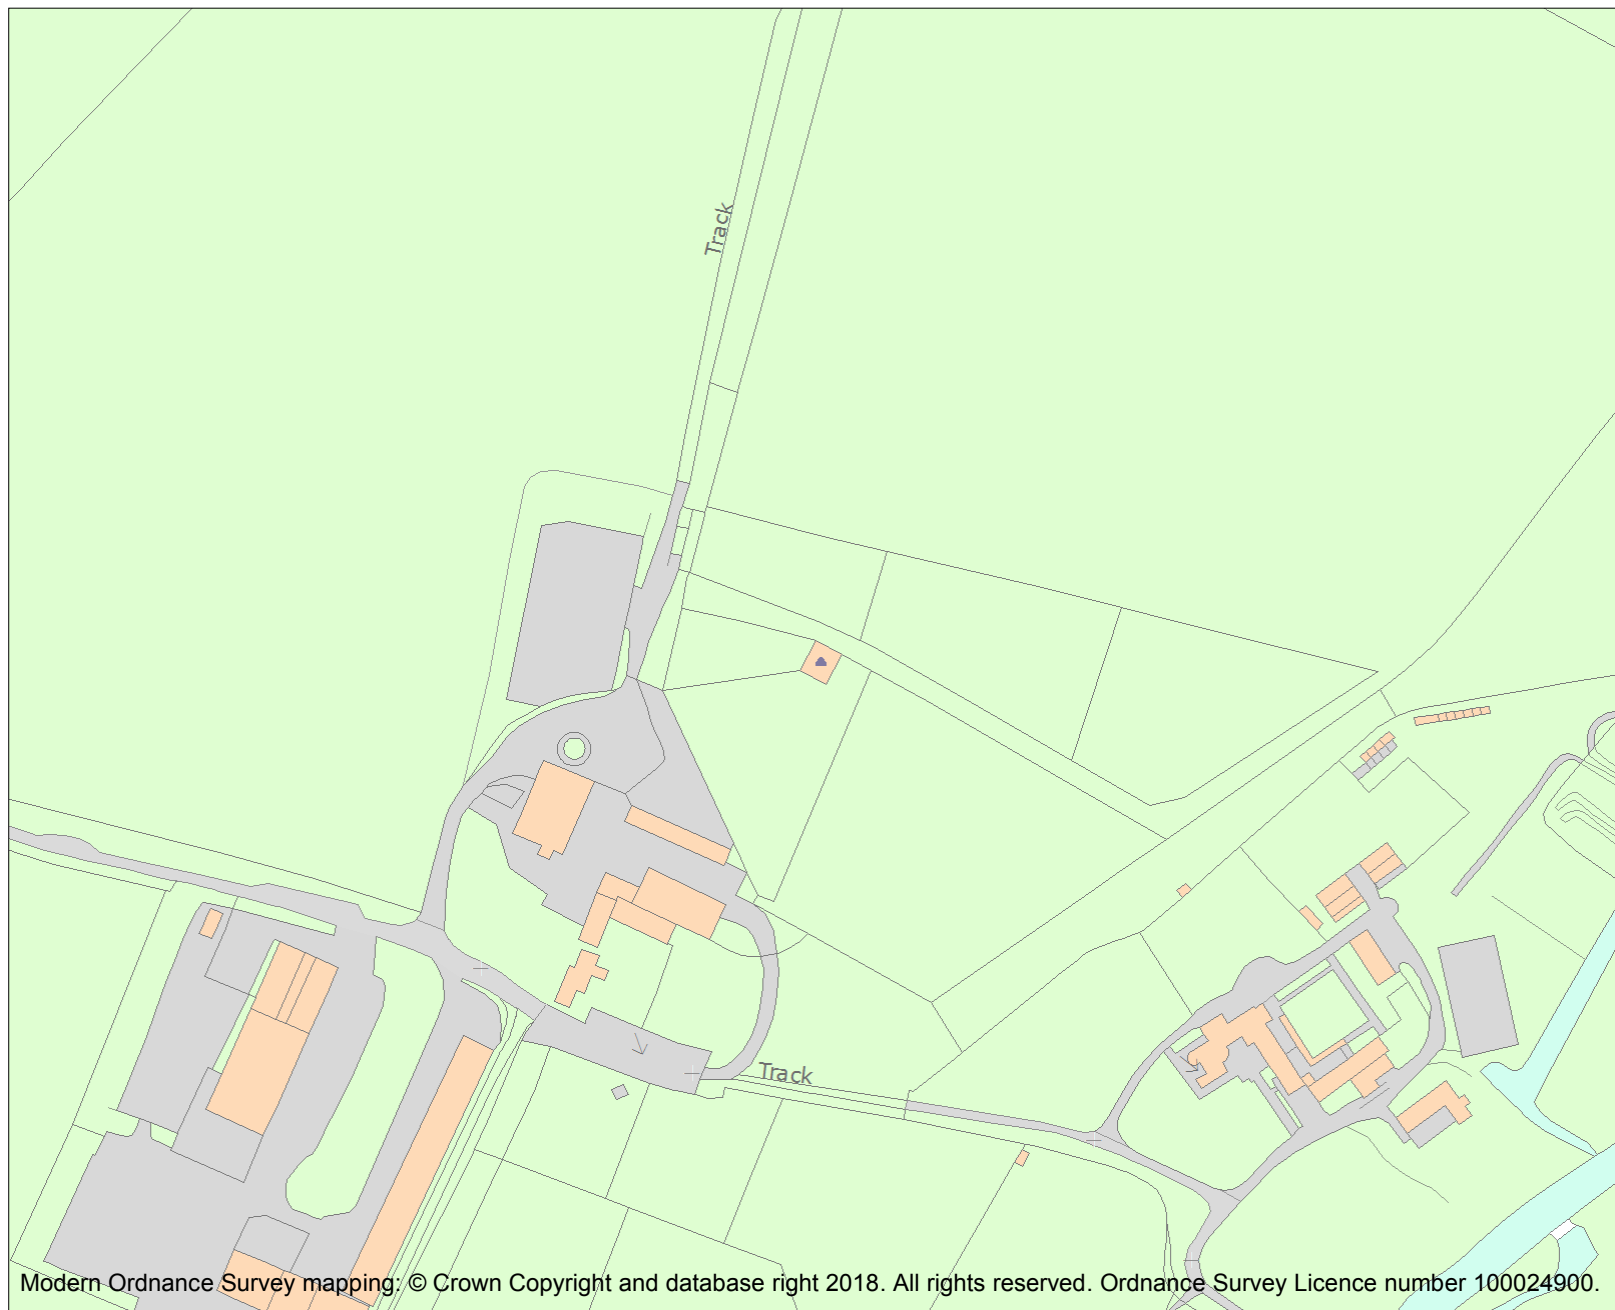 Track
Track
Modern Ordnance Survey mapping: © Crown Copyright and database right 2018. All rights reserved. Ordnance Survey Licence number 100024900.